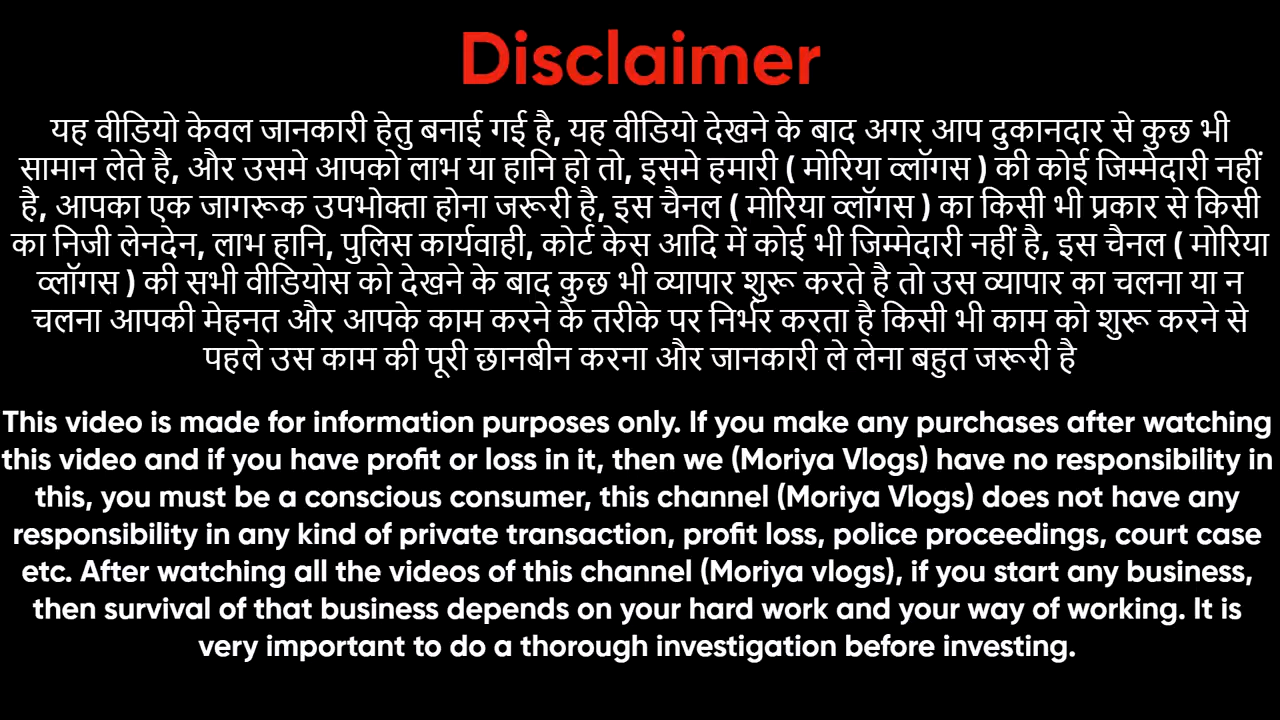 Disclaimer
यह वीडियो केवल जानकारी हेतु बनाई गई है, यह वीडियो देखने के बाद अगर आप दुकानदार से कुछ भी
सामान लेते है, और उसमे आपको लाभ या हानि हो तो, इसमे हमारी ( मोरिया व्लॉगस ) की कोई जिम्मेदारी नहीं
है, आपका एक जागरूक उपभोक्ता होना जरूरी है, इस चैनल ( मोरिया व्लॉगस ) का किसी भी प्रकार से किसी
का निजी लेनदेन, लाभ हानि, पुलिस कार्यवाही, कोर्ट केस आदि में कोई भी जिम्मेदारी नहीं है, इस चैनल ( मोरिया
व्लॉगस ) की सभी वीडियोस को देखने के बाद कुछ भी व्यापार शुरू करते है तो उस व्यापार का चलना या न
चलना आपकी मेहनत और आपके काम करने के तरीके पर निर्भर करता है किसी भी काम को शुरू करने से
पहले उस काम की पूरी छानबीन करना और जानकारी ले लेना बहुत जरूरी है
This video is made for information purposes only. If you make any purchases after watching
this video and if you have profit or loss in it, then we (Moriya Vlogs) have no responsibility in
this, you must be a conscious consumer, this channel (Moriya Vlogs) does not have any
responsibility in any kind of private transaction, profit loss, police proceedings, court case
etc. After watching all the videos of this channel (Moriya vlogs), if you start any business,
then survival of that business depends on your hard work and your way of working. It is
very important to do a thorough investigation before investing.